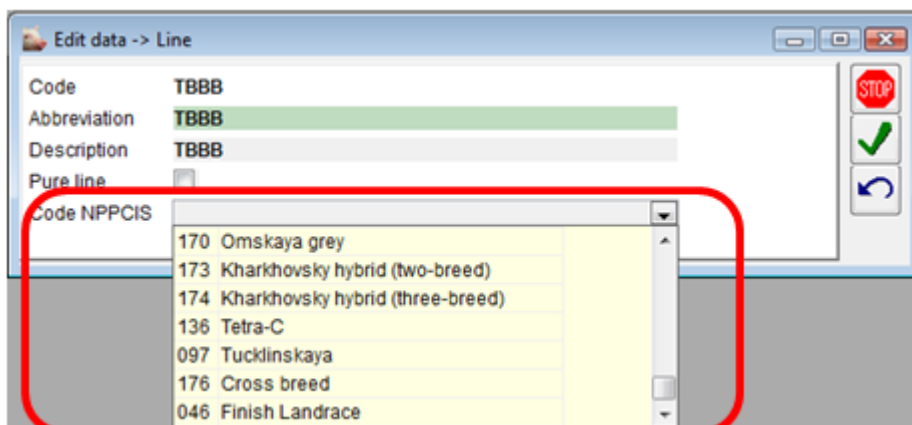 Edit data -> Line
Code TBBB
Abbreviation TBBB
Description TBBB
Pure line
Code NPPCIS
170 Omskaya grey
173 Kharkhovsky hybrid (two-breed)
174 Kharkhovsky hybrid (three-breed)
136 Tetra-C
097 Tucklinskaya
176 Cross breed
046 Finish Landrace
STOP